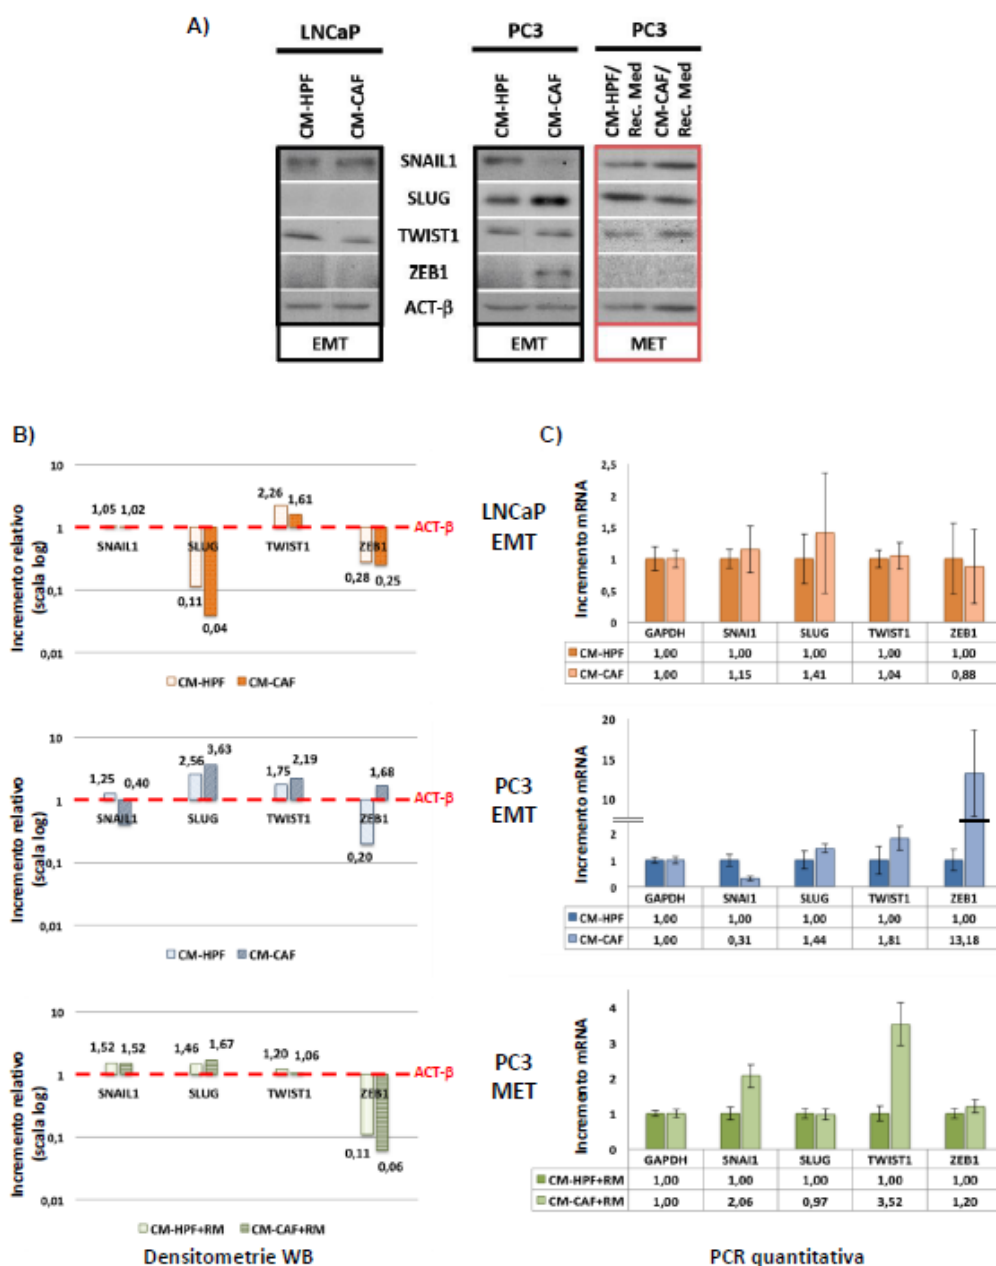 A)
LNCaP
PC3
PC3
CM-HPF
CM-CAF
CM-HPF
CM-CAF
CM-HPF/
Rec. Med
CM-CAF/
Rec. Med
SNAIL1
SLUG
TWIST1
ZEB1
ACT-β
EMT
EMT
MET
B)
Incremento relativo
(scala log)
10
1
0,1
0,01
1,05
1,02
0,11
0,04
2,26
1,61
0,28
0,25
SNAIL1
SLUG
TWIST1
ZEB1
ACT-β
CM-HPF
CM-CAF
Incremento relativo
(scala log)
10
1
0,1
0,01
1,25
0,40
2,56
3,63
1,75
2,19
0,20
1,68
SNAIL1
SLUG
TWIST1
ZEB1
ACT-β
CM-HPF
CM-CAF
Incremento relativo
(scala log)
10
1
0,1
0,01
1,52
1,52
1,46
1,67
1,20
1,06
0,11
0,06
SNAIL1
SLUG
TWIST1
ZEB1
ACT-β
CM-HPF+RM
CM-CAF+RM
Densitometrie WB
C)
LNCaP
EMT
Incremento mRNA
2,5
2
1,5
1
0,5
0
GAPDH SNAI1 SLUG TWIST1 ZEB1
CM-HPF 1,00 1,00 1,00 1,00 1,00
CM-CAF 1,00 1,15 1,41 1,04 0,88
PC3
EMT
Incremento mRNA
20
15
10
2
1
0
GAPDH SNAI1 SLUG TWIST1 ZEB1
CM-HPF 1,00 1,00 1,00 1,00 1,00
CM-CAF 1,00 0,31 1,44 1,81 13,18
PC3
MET
Incremento mRNA
4
3
2
1
0
GAPDH SNAI1 SLUG TWIST1 ZEB1
CM-HPF+RM 1,00 1,00 1,00 1,00 1,00
CM-CAF+RM 1,00 2,06 0,97 3,52 1,20
PCR quantitativa